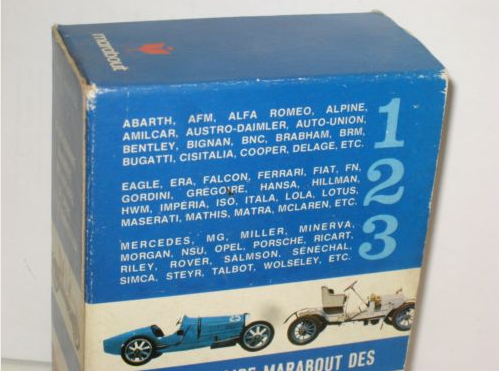 marabout
ABARTH, AFM, ALFA ROMEO, ALPINE,
AMILCAR, AUSTRO-DAIMLER, AUTO-UNION,
BENTLEY, BIGNAN, BNC, BRABHAM, BRM,
BUGATTI, CISITALIA, COOPER, DELAGE, ETC.
1
EAGLE, ERA, FALCON, FERRARI, FIAT, FN,
GORDINI, GRÉGOIRE, HANSA, HILLMAN,
HWM, IMPERIA, ISO, ITALA, LOLA, LOTUS,
MASERATI, MATHIS, MATRA, MCLAREN, ETC.
2
MERCEDES, MG, MILLER, MINERVA,
MORGAN, NSU, OPEL, PORSCHE, RICART,
RILEY, ROVER, SALMSON, SÉNÉCHAL,
SIMCA, STEYR, TALBOT, WOLSELEY, ETC.
3
MARABOUT DES